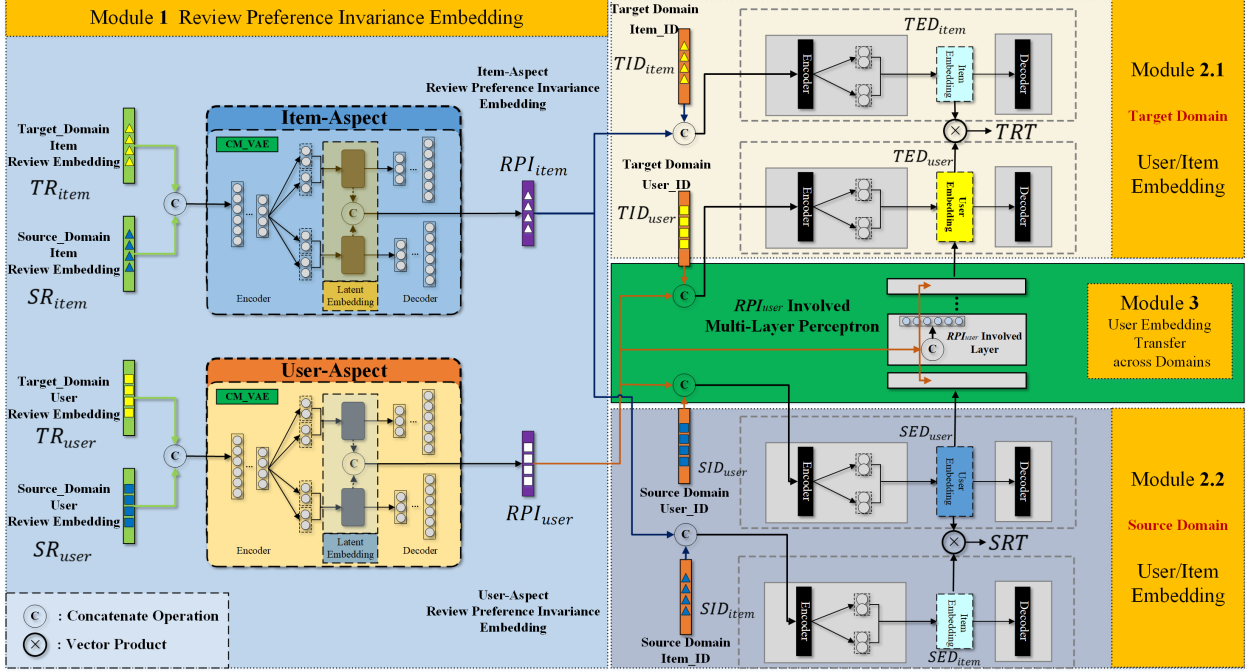 Module 1 Review Preference Invariance Embedding
Target_Domain
Item
Review Embedding
TR_item
Source_Domain
Item
Review Embedding
SR_item
C
Item-Aspect
CM_VAE
Encoder
Latent
Embedding
Decoder
C
Item-Aspect
Review Preference Invariance
Embedding
RPI_item
Target_Domain
User
Review Embedding
TR_user
Source_Domain
User
Review Embedding
SR_user
C
User-Aspect
CM_VAE
Encoder
Latent
Embedding
Decoder
C
RPI_user
User-Aspect
Review Preference Invariance
Embedding
C : Concatenate Operation
× : Vector Product
Target Domain
Item_ID
TID_item
C
Encoder
TED_item
Item
Embedding
Decoder
× TRT
Target Domain
User_ID
TID_user
C
Encoder
TED_user
User
Embedding
Decoder
Module 2.1
Target Domain
User/Item
Embedding
RPI_user Involved
Multi-Layer Perceptron
RPI_user Involved
Layer
C
Module 3
User Embedding
Transfer
across Domains
C
SID_user
Source Domain
User_ID
Encoder
SED_user
User
Embedding
Decoder
× SRT
C
SID_item
Source Domain
Item_ID
Encoder
Item
Embedding
SED_item
Decoder
Module 2.2
Source Domain
User/Item
Embedding